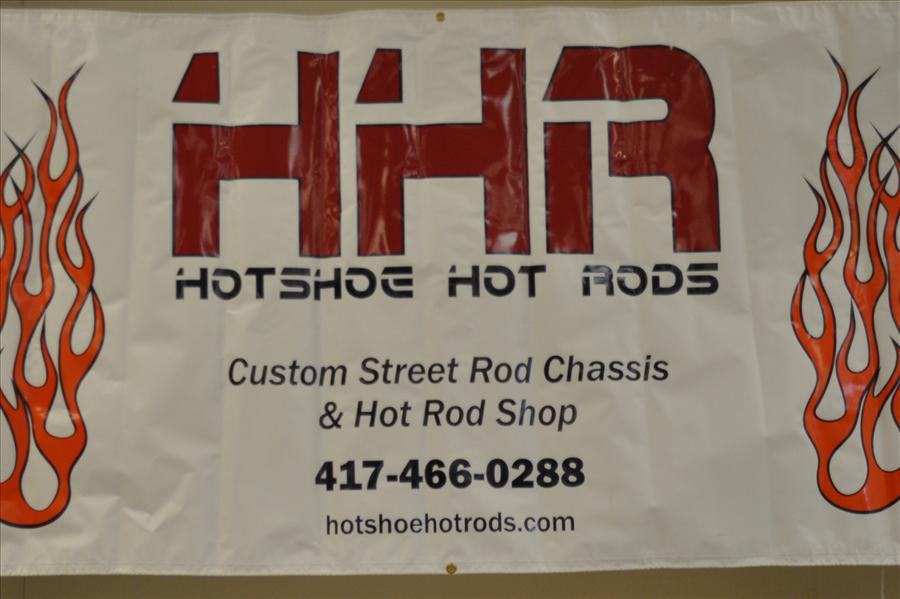 HHR
HOTSHOE HOT RODS
Custom Street Rod Chassis
& Hot Rod Shop
417-466-0288
hotshoehotrods.com